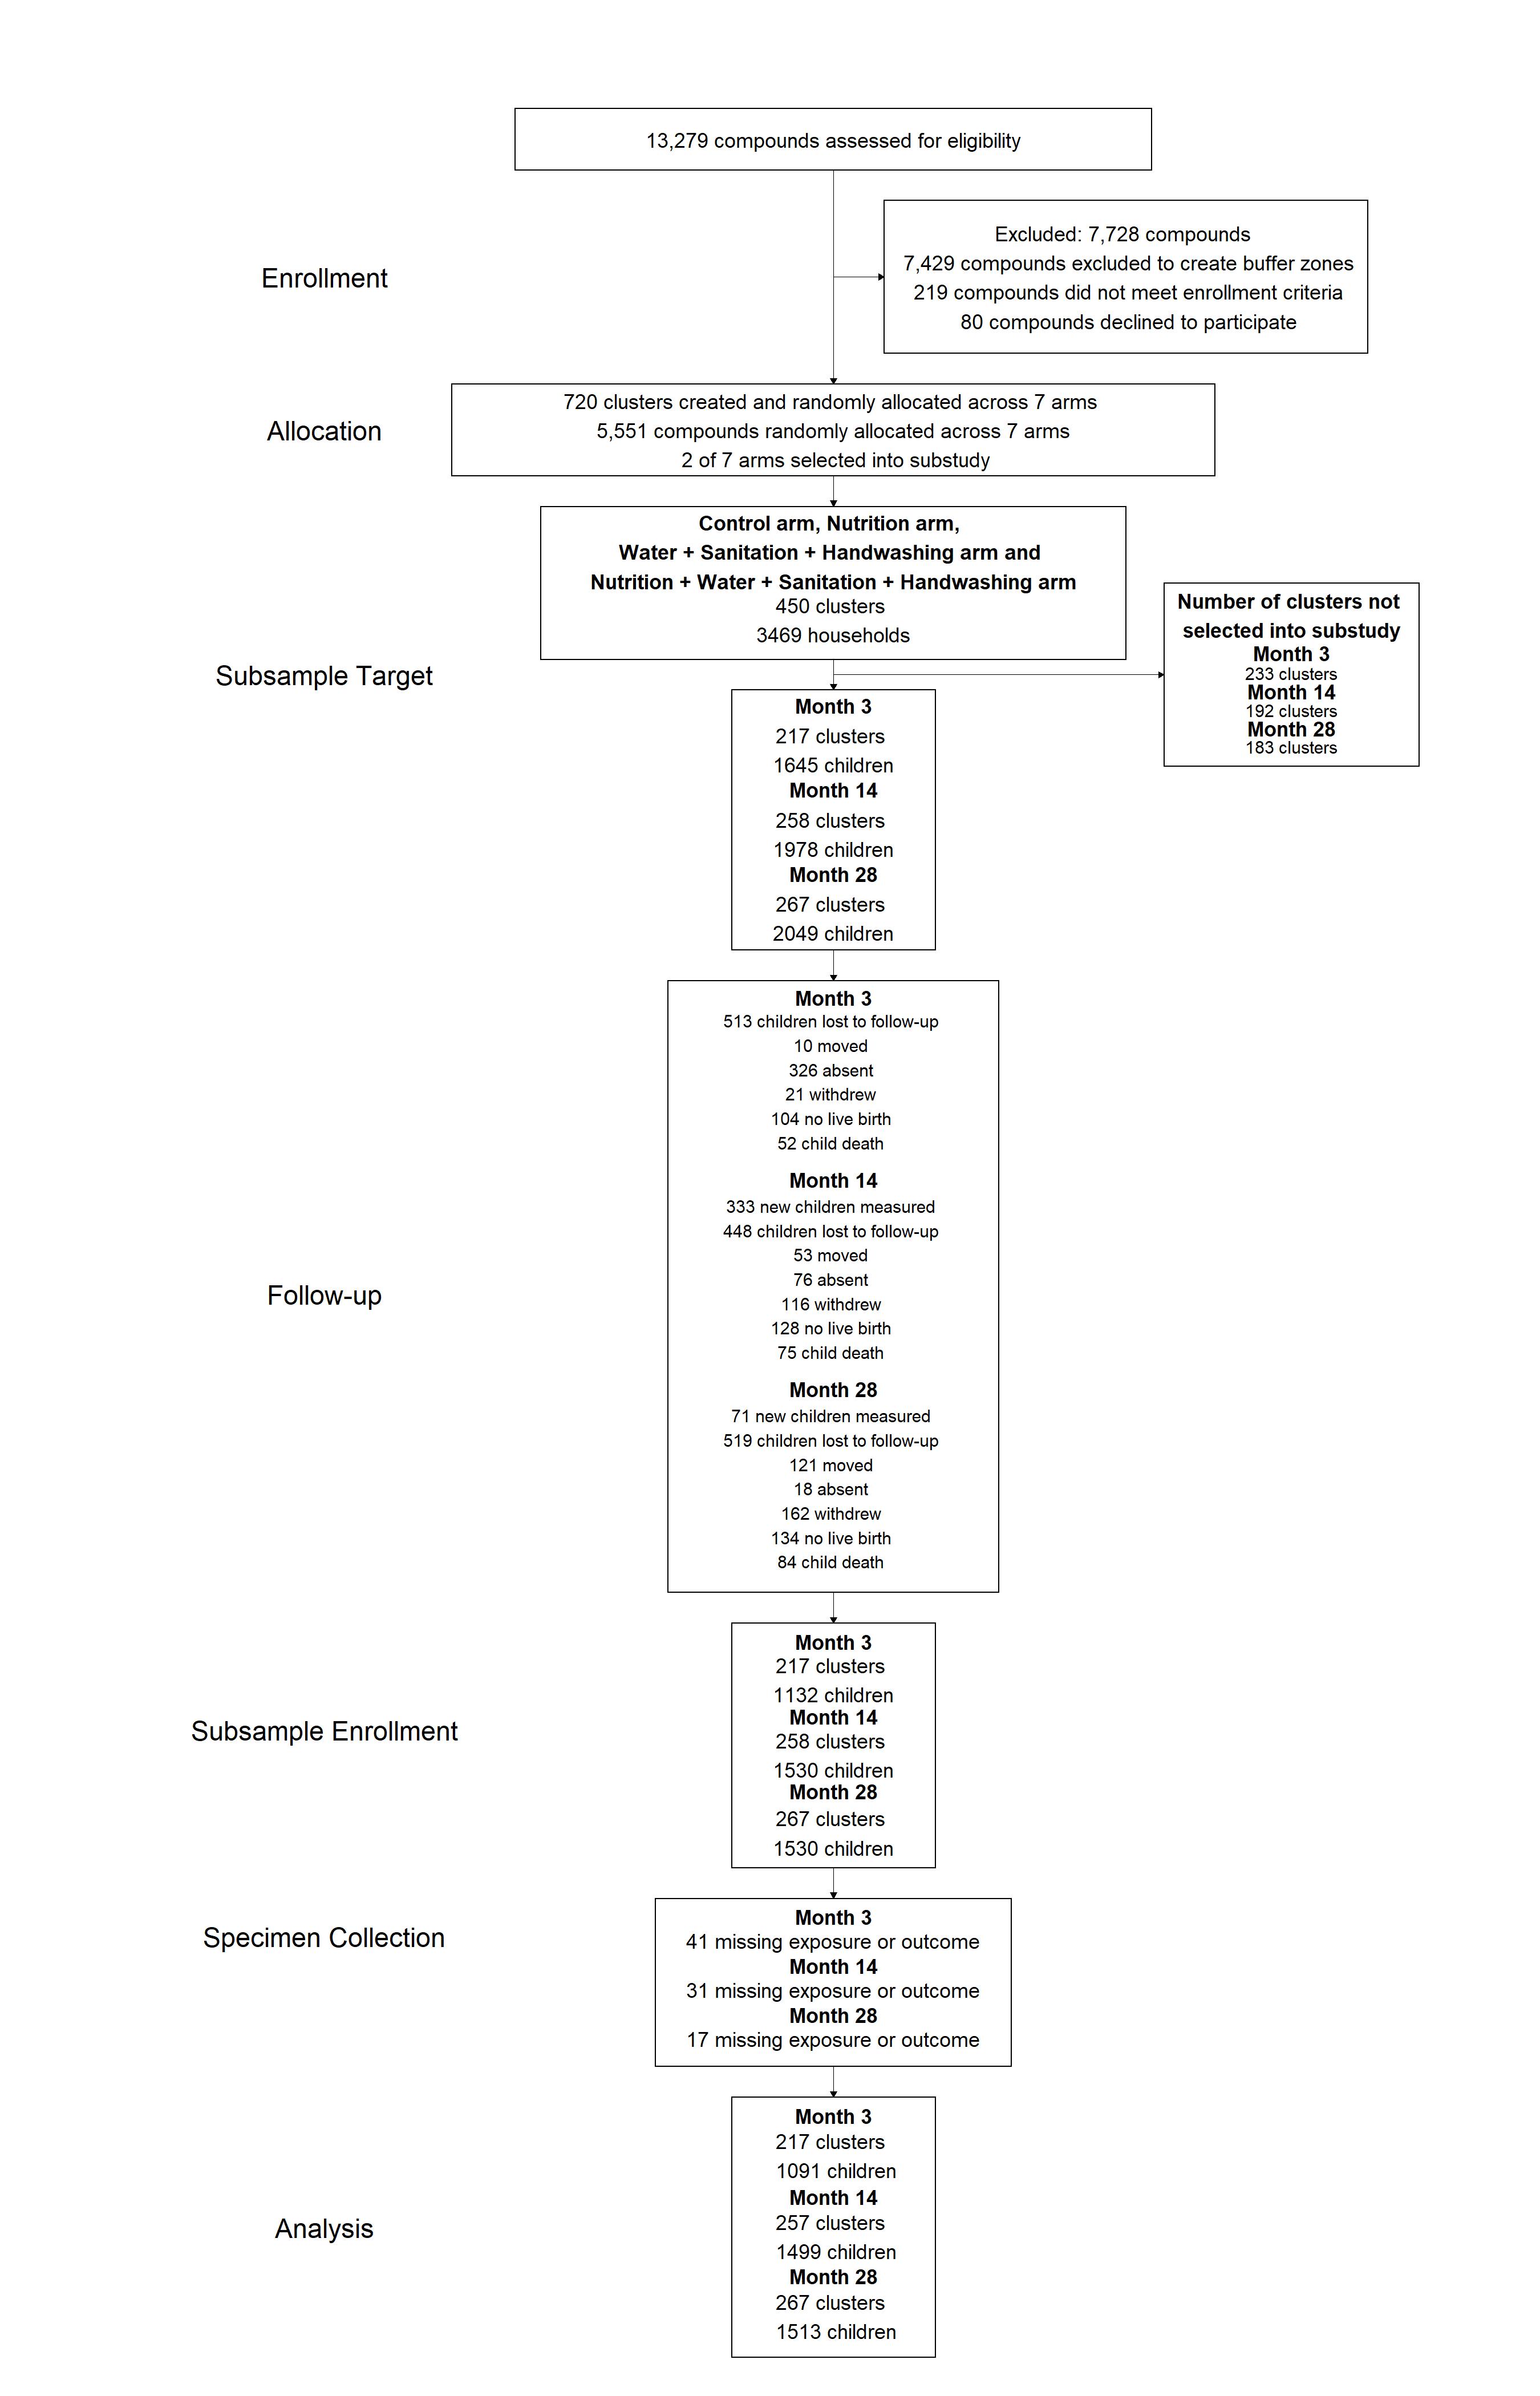 13,279 compounds assessed for eligibility
Enrollment
Excluded: 7,728 compounds
7,429 compounds excluded to create buffer zones
219 compounds did not meet enrollment criteria
80 compounds declined to participate
Allocation
720 clusters created and randomly allocated across 7 arms
5,551 compounds randomly allocated across 7 arms
2 of 7 arms selected into substudy
Control arm, Nutrition arm,
Water + Sanitation + Handwashing arm and
Nutrition + Water + Sanitation + Handwashing arm
450 clusters
3469 households
Subsample Target
Number of clusters not
selected into substudy
Month 3
233 clusters
Month 14
192 clusters
Month 28
183 clusters
Month 3
217 clusters
1645 children
Month 14
258 clusters
1978 children
Month 28
267 clusters
2049 children
Follow-up
Month 3
513 children lost to follow-up
10 moved
326 absent
21 withdrew
104 no live birth
52 child death
Month 14
333 new children measured
448 children lost to follow-up
53 moved
76 absent
116 withdrew
128 no live birth
75 child death
Month 28
71 new children measured
519 children lost to follow-up
121 moved
18 absent
162 withdrew
134 no live birth
84 child death
Subsample Enrollment
Month 3
217 clusters
1132 children
Month 14
258 clusters
1530 children
Month 28
267 clusters
1530 children
Specimen Collection
Month 3
41 missing exposure or outcome
Month 14
31 missing exposure or outcome
Month 28
17 missing exposure or outcome
Analysis
Month 3
217 clusters
1091 children
Month 14
257 clusters
1499 children
Month 28
267 clusters
1513 children